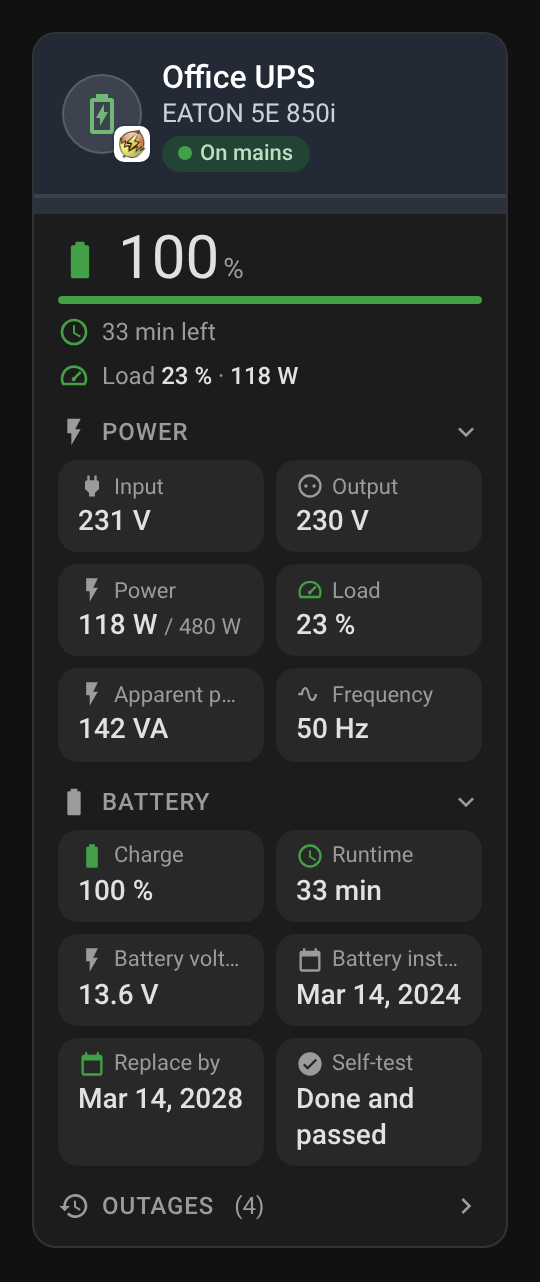 Office UPS
EATON 5E 850i
On mains
100 %
33 min left
Load 23 % · 118 W
POWER
Input
231 V
Output
230 V
Power
118 W / 480 W
Load
23 %
Apparent p…
142 VA
Frequency
50 Hz
BATTERY
Charge
100 %
Runtime
33 min
Battery volt…
13.6 V
Battery inst…
Mar 14, 2024
Replace by
Mar 14, 2028
Self-test
Done and
passed
OUTAGES (4)